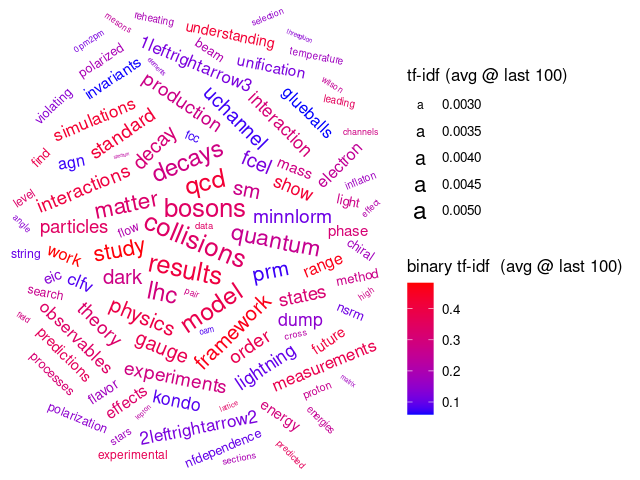 mesons
reheating
selection
0pm2pm
understanding
1leftrightarrow3
beam
temperature
polarized
unification
elements
wilson
invariants
production
glueballs
leading
violating
uchannel
interaction
simulations
standard
fcc
channels
find
decay
electron
agn
decays
fcel
mass
inflaton
level
interactions
qcd
sm
show
light
effect
matter
bosons
minnlorm
angle
particles
flow
data
collisions
quantum
phase
chiral
string
work
study
results
prm
range
eic
clfv
dark
lhc
pair
model
states
method
high
search
theory
physics
framework
dump
nsrm
field
observables
gauge
oam
order
cross
future
predictions
processes
experiments
lightning
measurements
matrix
flavor
effects
kondo
proton
lepton
lattice
energy
energies
polarization
stars
2leftrightarrow2
experimental
nfdependence
sections
predicted
tf-idf (avg @ last 100)
a 0.0030
a 0.0035
a 0.0040
a 0.0045
a 0.0050
binary tf-idf (avg @ last 100)
0.4
0.3
0.2
0.1